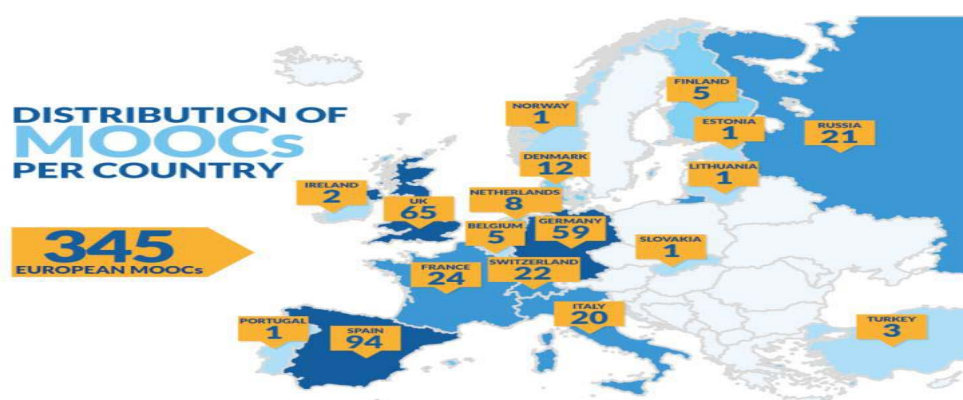 DISTRIBUTION OF
MOOCs
PER COUNTRY
345
EUROPEAN MOOCs
FINLAND
5
NORWAY
1
ESTONIA
1
RUSSIA
21
DENMARK
12
LITHUANIA
1
IRELAND
2
NETHERLANDS
8
UK
65
BELGIUM
5
GERMANY
59
SLOVAKIA
1
FRANCE
24
SWITZERLAND
22
ITALY
20
TURKEY
3
PORTUGAL
1
SPAIN
94